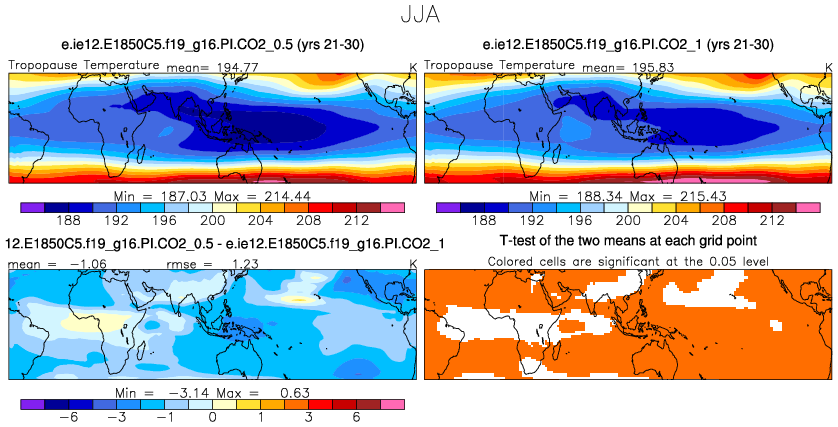 JJA
e.ie12.E1850C5.f19_g16.PI.CO2_0.5 (yrs 21-30)
Tropopause Temperature mean= 194.77 K
Min = 187.03 Max = 214.44
188 192 196 200 204 208 212
e.ie12.E1850C5.f19_g16.PI.CO2_1 (yrs 21-30)
Tropopause Temperature mean= 195.83 K
Min = 188.34 Max = 215.43
188 192 196 200 204 208 212
12.E1850C5.f19_g16.PI.CO2_0.5 - e.ie12.E1850C5.f19_g16.PI.CO2_1
mean = -1.06 rmse = 1.23 K
Min = -3.14 Max = 0.63
-6 -3 -1 0 1 3 6
T-test of the two means at each grid point
Colored cells are significant at the 0.05 level